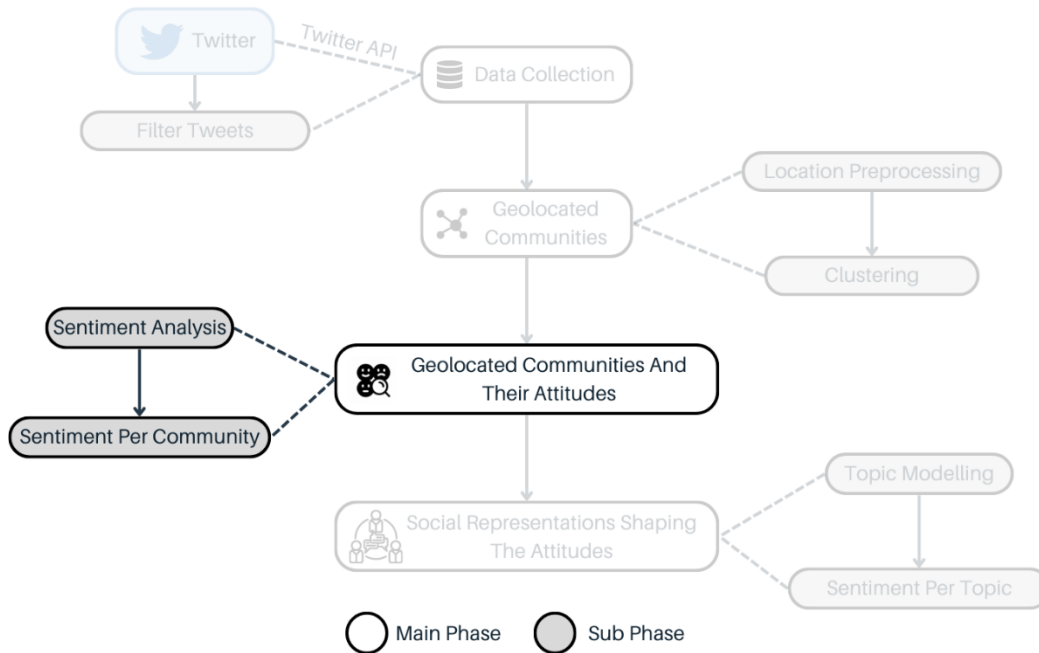 Twitter
Twitter API
Data Collection
Filter Tweets
Location Preprocessing
Geolocated
Communities
Clustering
Sentiment Analysis
Geolocated Communities And
Their Attitudes
Sentiment Per Community
Topic Modelling
Social Representations Shaping
The Attitudes
Sentiment Per Topic
Main Phase
Sub Phase